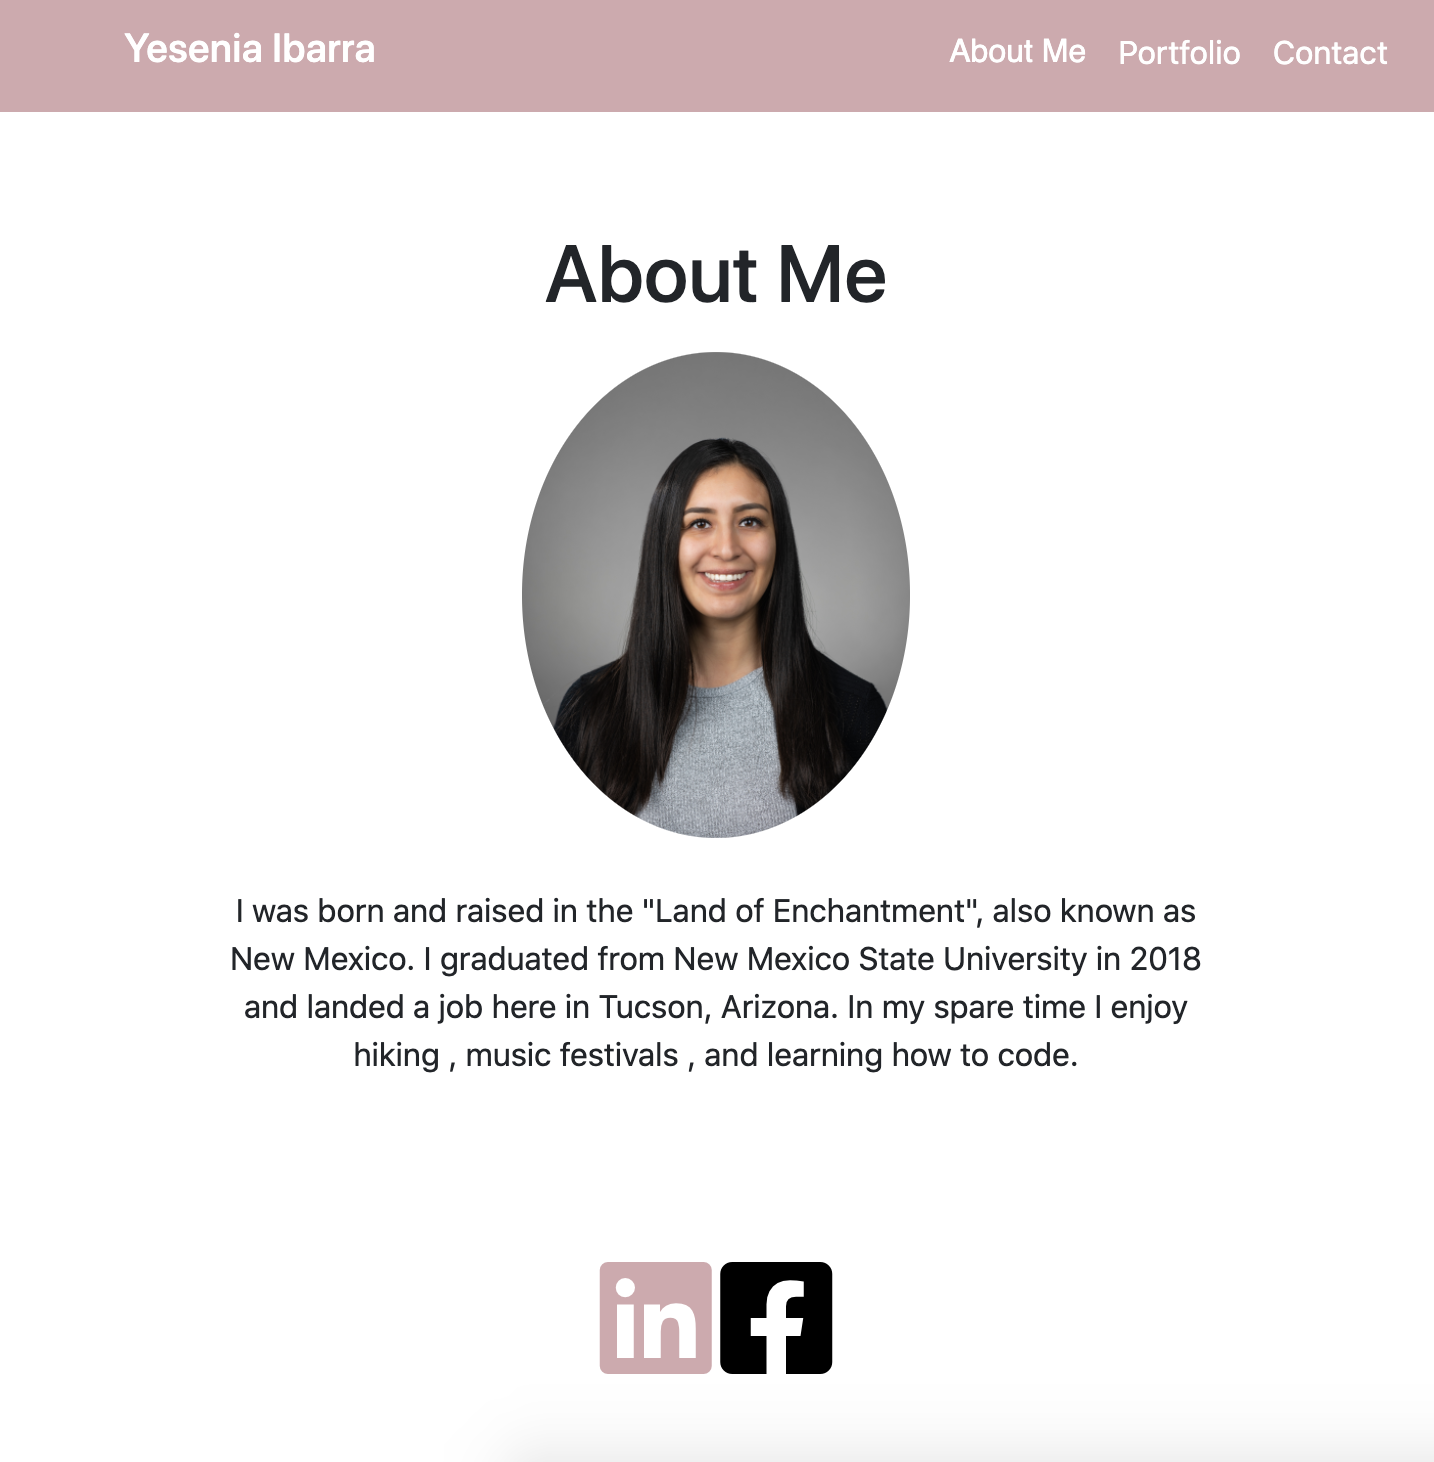 Yesenia Ibarra
About Me Portfolio Contact
About Me
I was born and raised in the "Land of Enchantment", also known as
New Mexico. I graduated from New Mexico State University in 2018
and landed a job here in Tucson, Arizona. In my spare time I enjoy
hiking , music festivals , and learning how to code.
in f